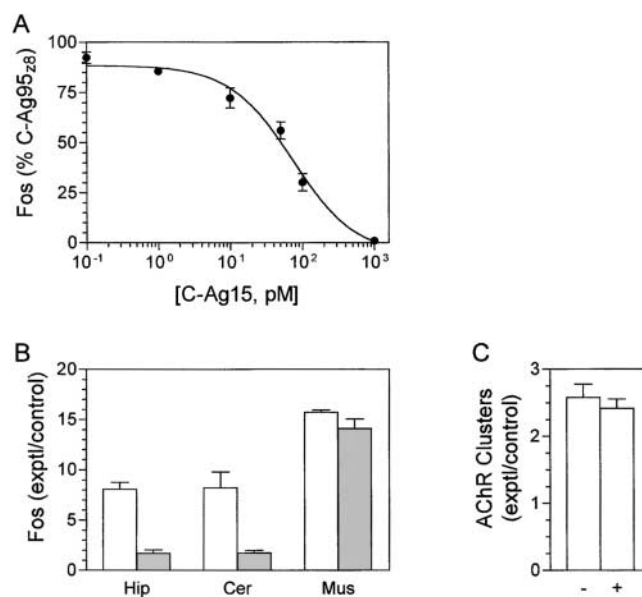 A
Fos (% C-Ag95z8)
100
75
50
25
0
10-1 100 101 102 103
[C-Ag15, pM]
B
Fos (exptl/control)
20
15
10
5
0
Hip Cer Mus
C
AChR Clusters
(exptl/control)
3
2
1
0
- +